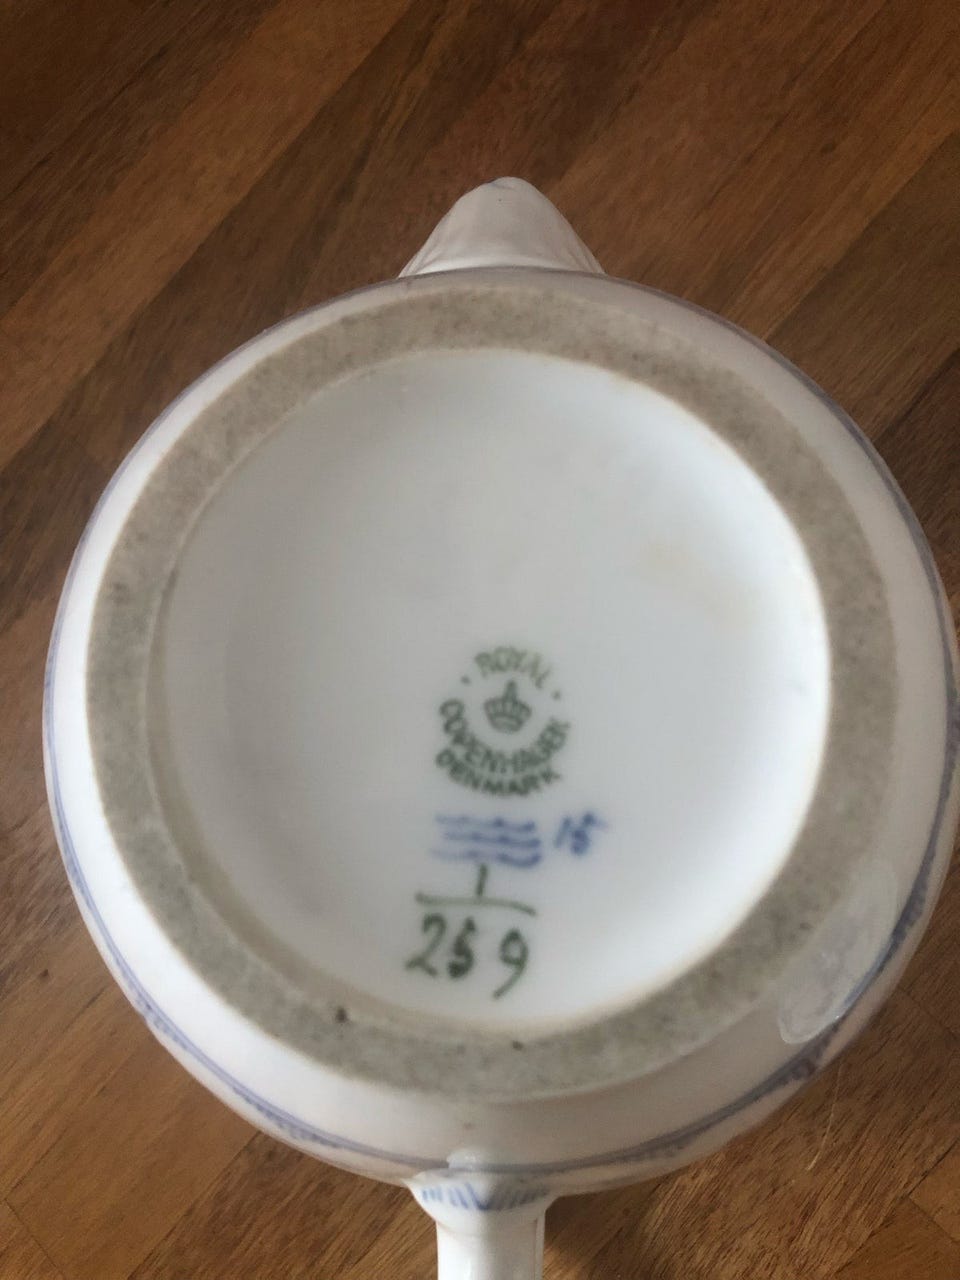 · ROYAL ·
COPENHAGEN
DENMARK
15
1
259